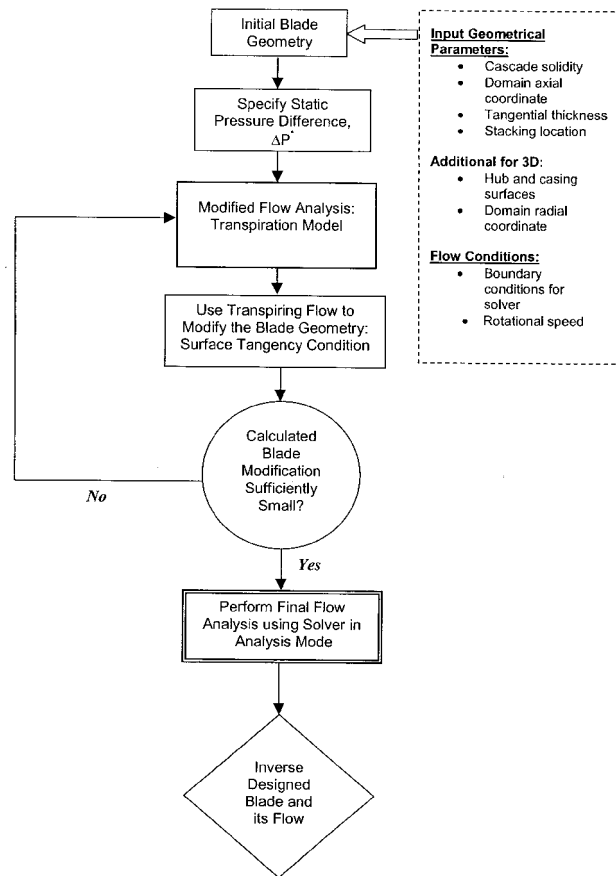 Initial Blade
Geometry
Input Geometrical
Parameters:
• Cascade solidity
• Domain axial
coordinate
• Tangential thickness
• Stacking location
Additional for 3D:
• Hub and casing
surfaces
• Domain radial
coordinate
Flow Conditions:
• Boundary
conditions for
solver
• Rotational speed
Specify Static
Pressure Difference,
ΔP*
Modified Flow Analysis:
Transpiration Model
Use Transpiring Flow to
Modify the Blade Geometry:
Surface Tangency Condition
Calculated
Blade
Modification
Sufficiently
Small?
No
Yes
Perform Final Flow
Analysis using Solver in
Analysis Mode
Inverse
Designed
Blade and
its Flow